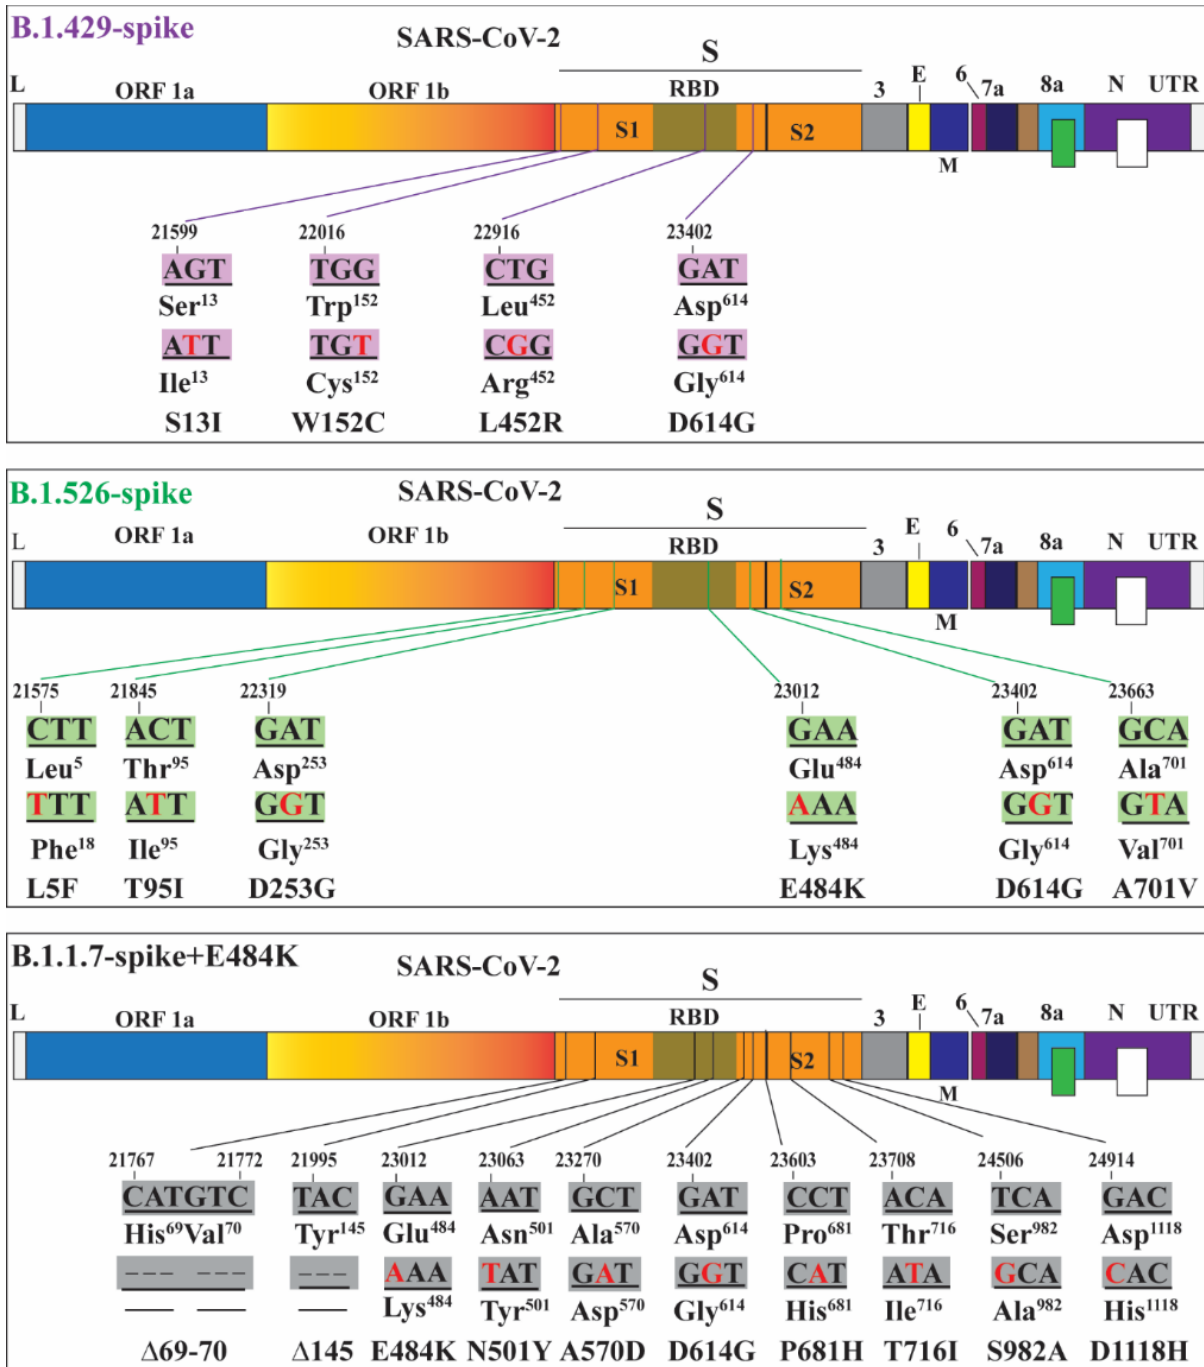 B.1.429-spike
SARS-CoV-2
S
L ORF 1a ORF 1b RBD 3 E 6 7a 8a N UTR
S1 S2
M
21599 22016 22916 23402
AGT TGG CTG GAT
Ser13 Trp152 Leu452 Asp614
ATT TGT CGG GGT
Ile13 Cys152 Arg452 Gly614
S13I W152C L452R D614G
B.1.526-spike
SARS-CoV-2
S
L ORF 1a ORF 1b RBD E 3 6 7a 8a N UTR
S1 S2
M
21575 21845 22319 23012 23402 23663
CTT ACT GAT GAA GAT GCA
Leu5 Thr95 Asp253 Glu484 Asp614 Ala701
TTT ATT GGT AAA GGT GTA
Phe18 Ile95 Gly253 Lys484 Gly614 Val701
L5F T95I D253G E484K D614G A701V
B.1.1.7-spike+E484K
SARS-CoV-2
S
L ORF 1a ORF 1b RBD 3 E 6 7a 8a N UTR
S1 S2
M
21767 21772 21995 23012 23063 23270 23402 23603 23708 24506 24914
CATGTC TAC GAA AAT GCT GAT CCT ACA TCA GAC
His69Val70 Tyr145 Glu484 Asn501 Ala570 Asp614 Pro681 Thr716 Ser982 Asp1118
--- --- --- AAA TAT GAT GGT CAT ATA GCA CAC
Lys484 Tyr501 Asp570 Gly614 His681 Ile716 Ala982 His1118
Δ69-70 Δ145 E484K N501Y A570D D614G P681H T716I S982A D1118H